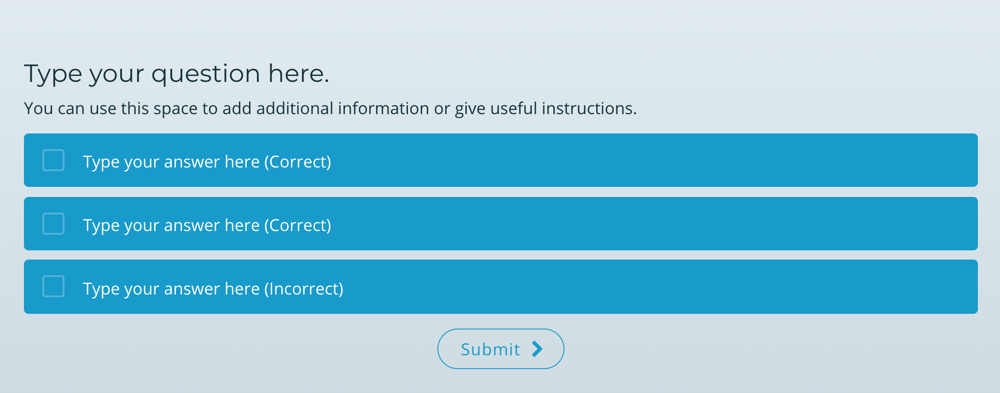 Type your question here.
You can use this space to add additional information or give useful instructions.
Type your answer here (Correct)
Type your answer here (Correct)
Type your answer here (Incorrect)
Submit